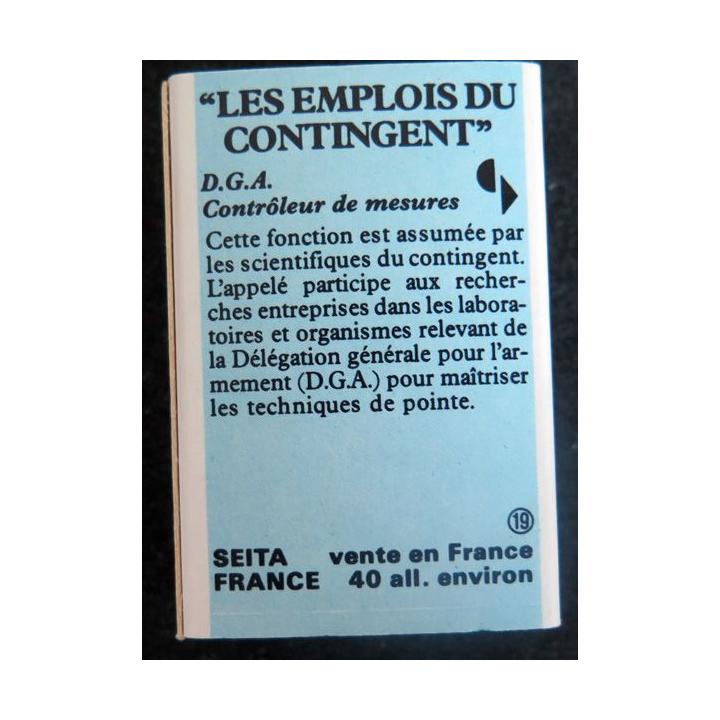 “LES EMPLOIS DU
CONTINGENT”
D.G.A.
Contrôleur de mesures
Cette fonction est assumée par
les scientifiques du contingent.
L’appelé participe aux recher-
ches entreprises dans les labora-
toires et organismes relevant de
la Délégation générale pour l’ar-
mement (D.G.A.) pour maîtriser
les techniques de pointe.
19
SEITA vente en France
FRANCE 40 all. environ